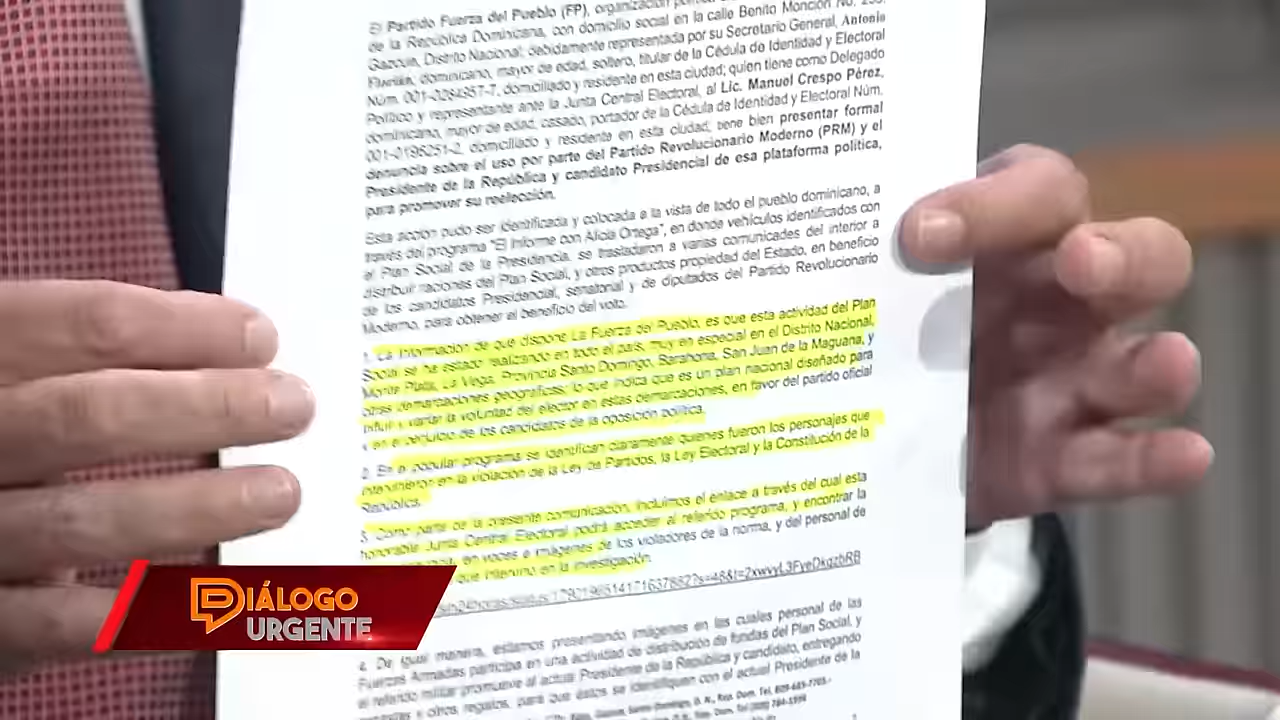 El Partido Fuerza del Pueblo (FP), organización
de la República Dominicana, con domicilio social en la calle Benito Monción No.
Gazcue, Distrito Nacional; debidamente representada por su Secretario General, Antonio
Florián, dominicano, mayor de edad, soltero, titular de la Cédula de Identidad y Electoral
Núm. domiciliado y residente en esta ciudad; quien tiene como Delegado
Político y representante ante la Junta Central Electoral, al Lic. Manuel Crespo Pérez,
dominicano, mayor de edad, casado, portador de la Cédula de Identidad y Electoral Núm.
domiciliado y residente en esta ciudad, tiene bien presentar formal
denuncia sobre el uso por parte del Partido Revolucionario Moderno (PRM) y el
Presidente de la República y candidato Presidencial de esa plataforma política,
para promover su reelección.
Esta acción pudo ser identificada y colocada a la vista de todo el pueblo dominicano, a
través del programa "El Informe con Alicia Ortega", en donde vehículos identificados con
el Plan Social de la Presidencia, se trasladaron a varias comunicades del interior a
distribuir raciones del Plan Social, y otros productos propiedad del Estado, en beneficio
de los candidatos Presidencial, senatorial y de diputados del Partido Revolucionario
Moderno, para obtener el beneficio del voto.
1. La información de que dispone La Fuerza del Pueblo, es que esta actividad del Plan
Social se ha estado realizando en todo el país, muy en especial en el Distrito Nacional,
Monte Plata, La Vega, Provincia Santo Domingo, Barahona, San Juan de la Maguana, y
otras demarcaciones geográficas; lo que indica que es un plan nacional diseñado para
influir y variar la voluntad del elector en estas demarcaciones, en favor del partido oficial
y en el perjuicio de los candidatos de la oposición política.
2. En el popular programa se identifican claramente quienes fueron los personajes que
intervinieron en la violación de la Ley de Partidos, la Ley Electoral y la Constitución de la
República.
3. Como parte de la presente comunicación, incluimos el enlace a través del cual esta
honorable Junta Central Electoral podrá acceder al referido programa, y encontrar la
en voces e imágenes de los violadores de la norma, y del personal de
que intervino en la investigación.
a. De igual manera, estamos presentando imágenes en las cuales personal de las
Fuerzas Armadas participa en una actividad de distribución de fundas del Plan Social, y
el referido militar promueve al actual Presidente de la República y candidato, entregando
y otros regalos, para que éstos se identifiquen con el actual Presidente de la
DIÁLOGO
URGENTE